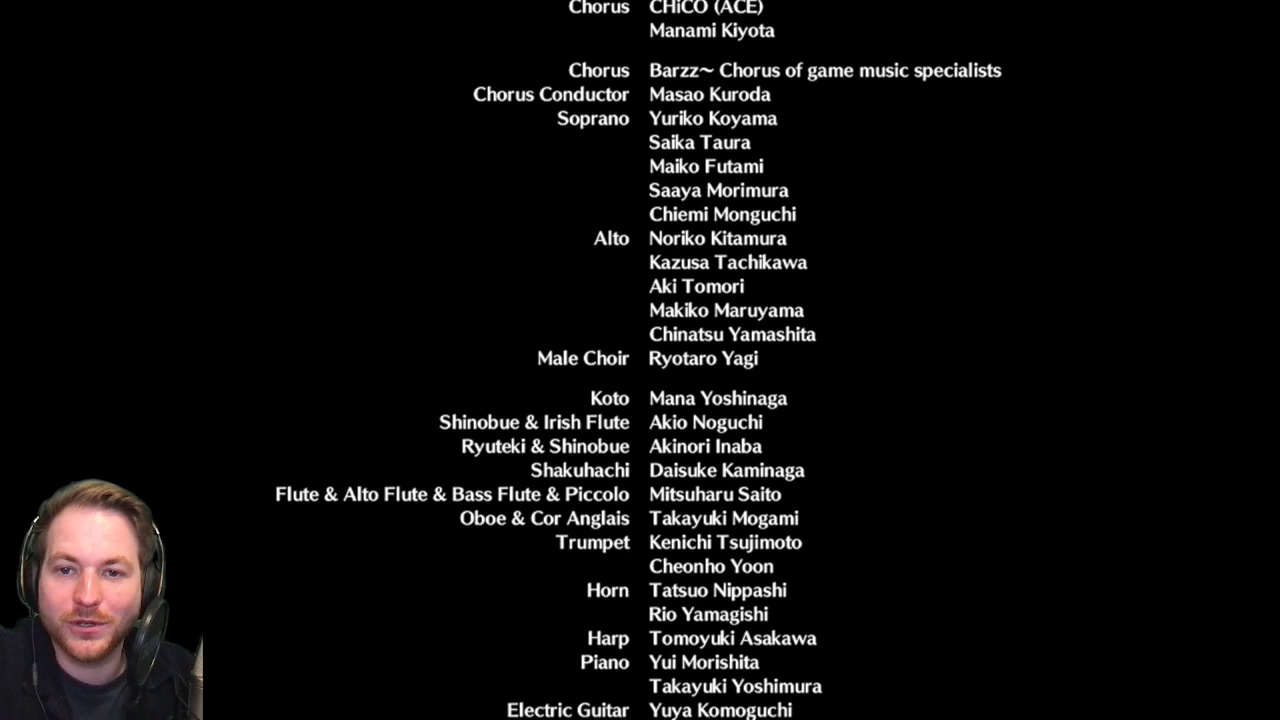 Chorus CHiCO (ACE)
Manami Kiyota
Chorus Barzz~ Chorus of game music specialists
Chorus Conductor Masao Kuroda
Soprano Yuriko Koyama
Saika Taura
Maiko Futami
Saaya Morimura
Chiemi Monguchi
Alto Noriko Kitamura
Kazusa Tachikawa
Aki Tomori
Makiko Maruyama
Chinatsu Yamashita
Male Choir Ryotaro Yagi
Koto Mana Yoshinaga
Shinobue & Irish Flute Akio Noguchi
Ryuteki & Shinobue Akinori Inaba
Shakuhachi Daisuke Kaminaga
Flute & Alto Flute & Bass Flute & Piccolo Mitsuharu Saito
Oboe & Cor Anglais Takayuki Mogami
Trumpet Kenichi Tsujimoto
Cheonho Yoon
Horn Tatsuo Nippashi
Rio Yamagishi
Harp Tomoyuki Asakawa
Piano Yui Morishita
Takayuki Yoshimura
Electric Guitar Yuya Komoguchi